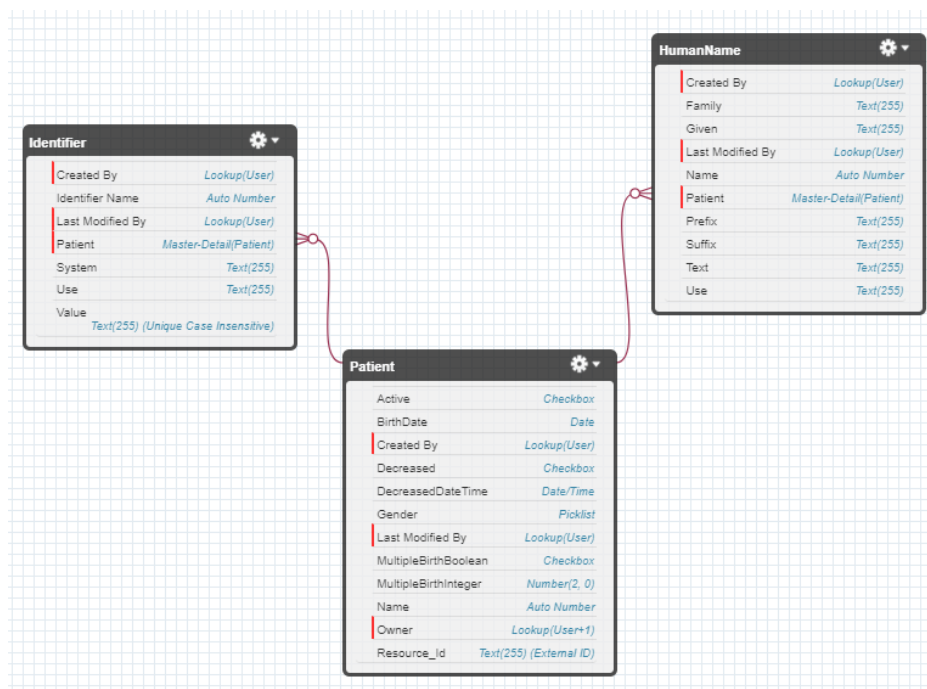 Identifier
Created By Lookup(User)
Identifier Name Auto Number
Last Modified By Lookup(User)
Patient Master-Detail(Patient)
System Text(255)
Use Text(255)
Value
Text(255) (Unique Case Insensitive)
HumanName
Created By Lookup(User)
Family Text(255)
Given Text(255)
Last Modified By Lookup(User)
Name Auto Number
Patient Master-Detail(Patient)
Prefix Text(255)
Suffix Text(255)
Text Text(255)
Use Text(255)
Patient
Active Checkbox
BirthDate Date
Created By Lookup(User)
Decreased Checkbox
DecreasedDateTime Date/Time
Gender Picklist
Last Modified By Lookup(User)
MultipleBirthBoolean Checkbox
MultipleBirthInteger Number(2, 0)
Name Auto Number
Owner Lookup(User+1)
Resource_Id Text(255) (External ID)